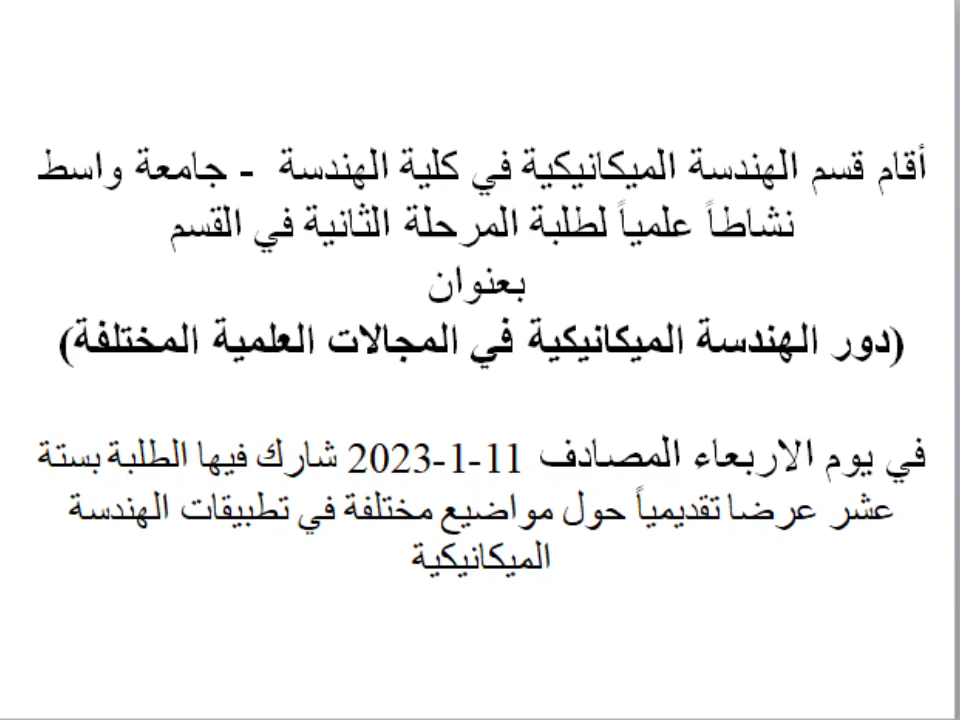 أقام قسم الهندسة الميكانيكية في كلية الهندسة - جامعة واسط
نشاطاً علمياً لطلبة المرحلة الثانية في القسم
بعنوان
(دور الهندسة الميكانيكية في المجالات العلمية المختلفة)
في يوم الاربعاء المصادف 11-1-2023 شارك فيها الطلبة بستة
عشر عرضا تقديمياً حول مواضيع مختلفة في تطبيقات الهندسة
الميكانيكية